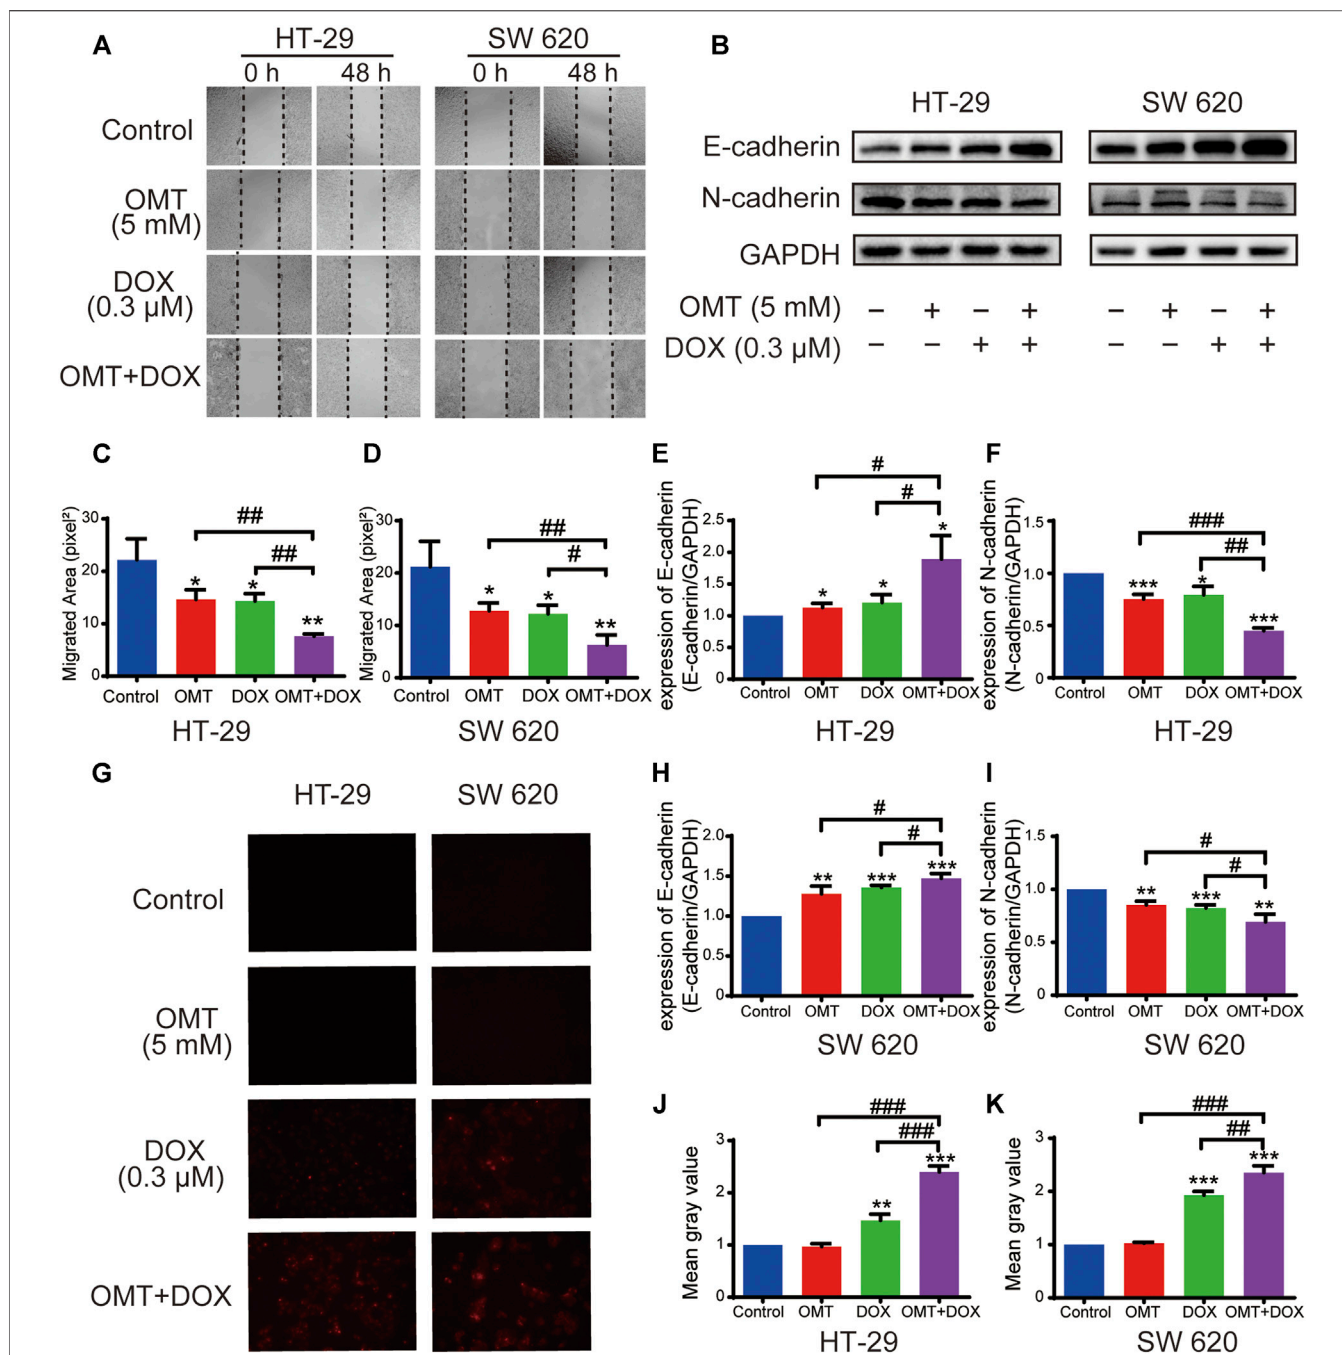 A
HT-29
SW 620
0 h
48 h
0 h
48 h
Control
OMT
(5 mM)
DOX
(0.3 µM)
OMT+DOX
B
HT-29
SW 620
E-cadherin
N-cadherin
GAPDH
OMT (5 mM) – + – + – + – +
DOX (0.3 µM) – – + + – – + +
C
Migrated Area (pixel²)
30
20
10
0
##
##
*
*
**
Control
OMT
DOX
OMT+DOX
HT-29
D
Migrated Area (pixel²)
30
20
10
0
##
#
*
*
**
Control
OMT
DOX
OMT+DOX
SW 620
E
expression of E-cadherin
(E-cadherin/GAPDH)
2.5
2.0
1.5
1.0
0.5
0
#
#
*
*
*
Control
OMT
DOX
OMT+DOX
HT-29
F
expression of N-cadherin
(N-cadherin/GAPDH)
1.5
1.0
0.5
0
###
##
***
*
***
Control
OMT
DOX
OMT+DOX
HT-29
G
HT-29
SW 620
Control
OMT
(5 mM)
DOX
(0.3 µM)
OMT+DOX
H
expression of E-cadherin
(E-cadherin/GAPDH)
2.0
1.5
1.0
0.5
0
#
#
**
***
***
Control
OMT
DOX
OMT+DOX
SW 620
I
expression of N-cadherin
(N-cadherin/GAPDH)
1.5
1.0
0.5
0
#
#
**
***
**
Control
OMT
DOX
OMT+DOX
SW 620
J
Mean gray value
3
2
1
0
###
###
**
***
Control
OMT
DOX
OMT+DOX
HT-29
K
Mean gray value
3
2
1
0
###
##
***
***
Control
OMT
DOX
OMT+DOX
SW 620